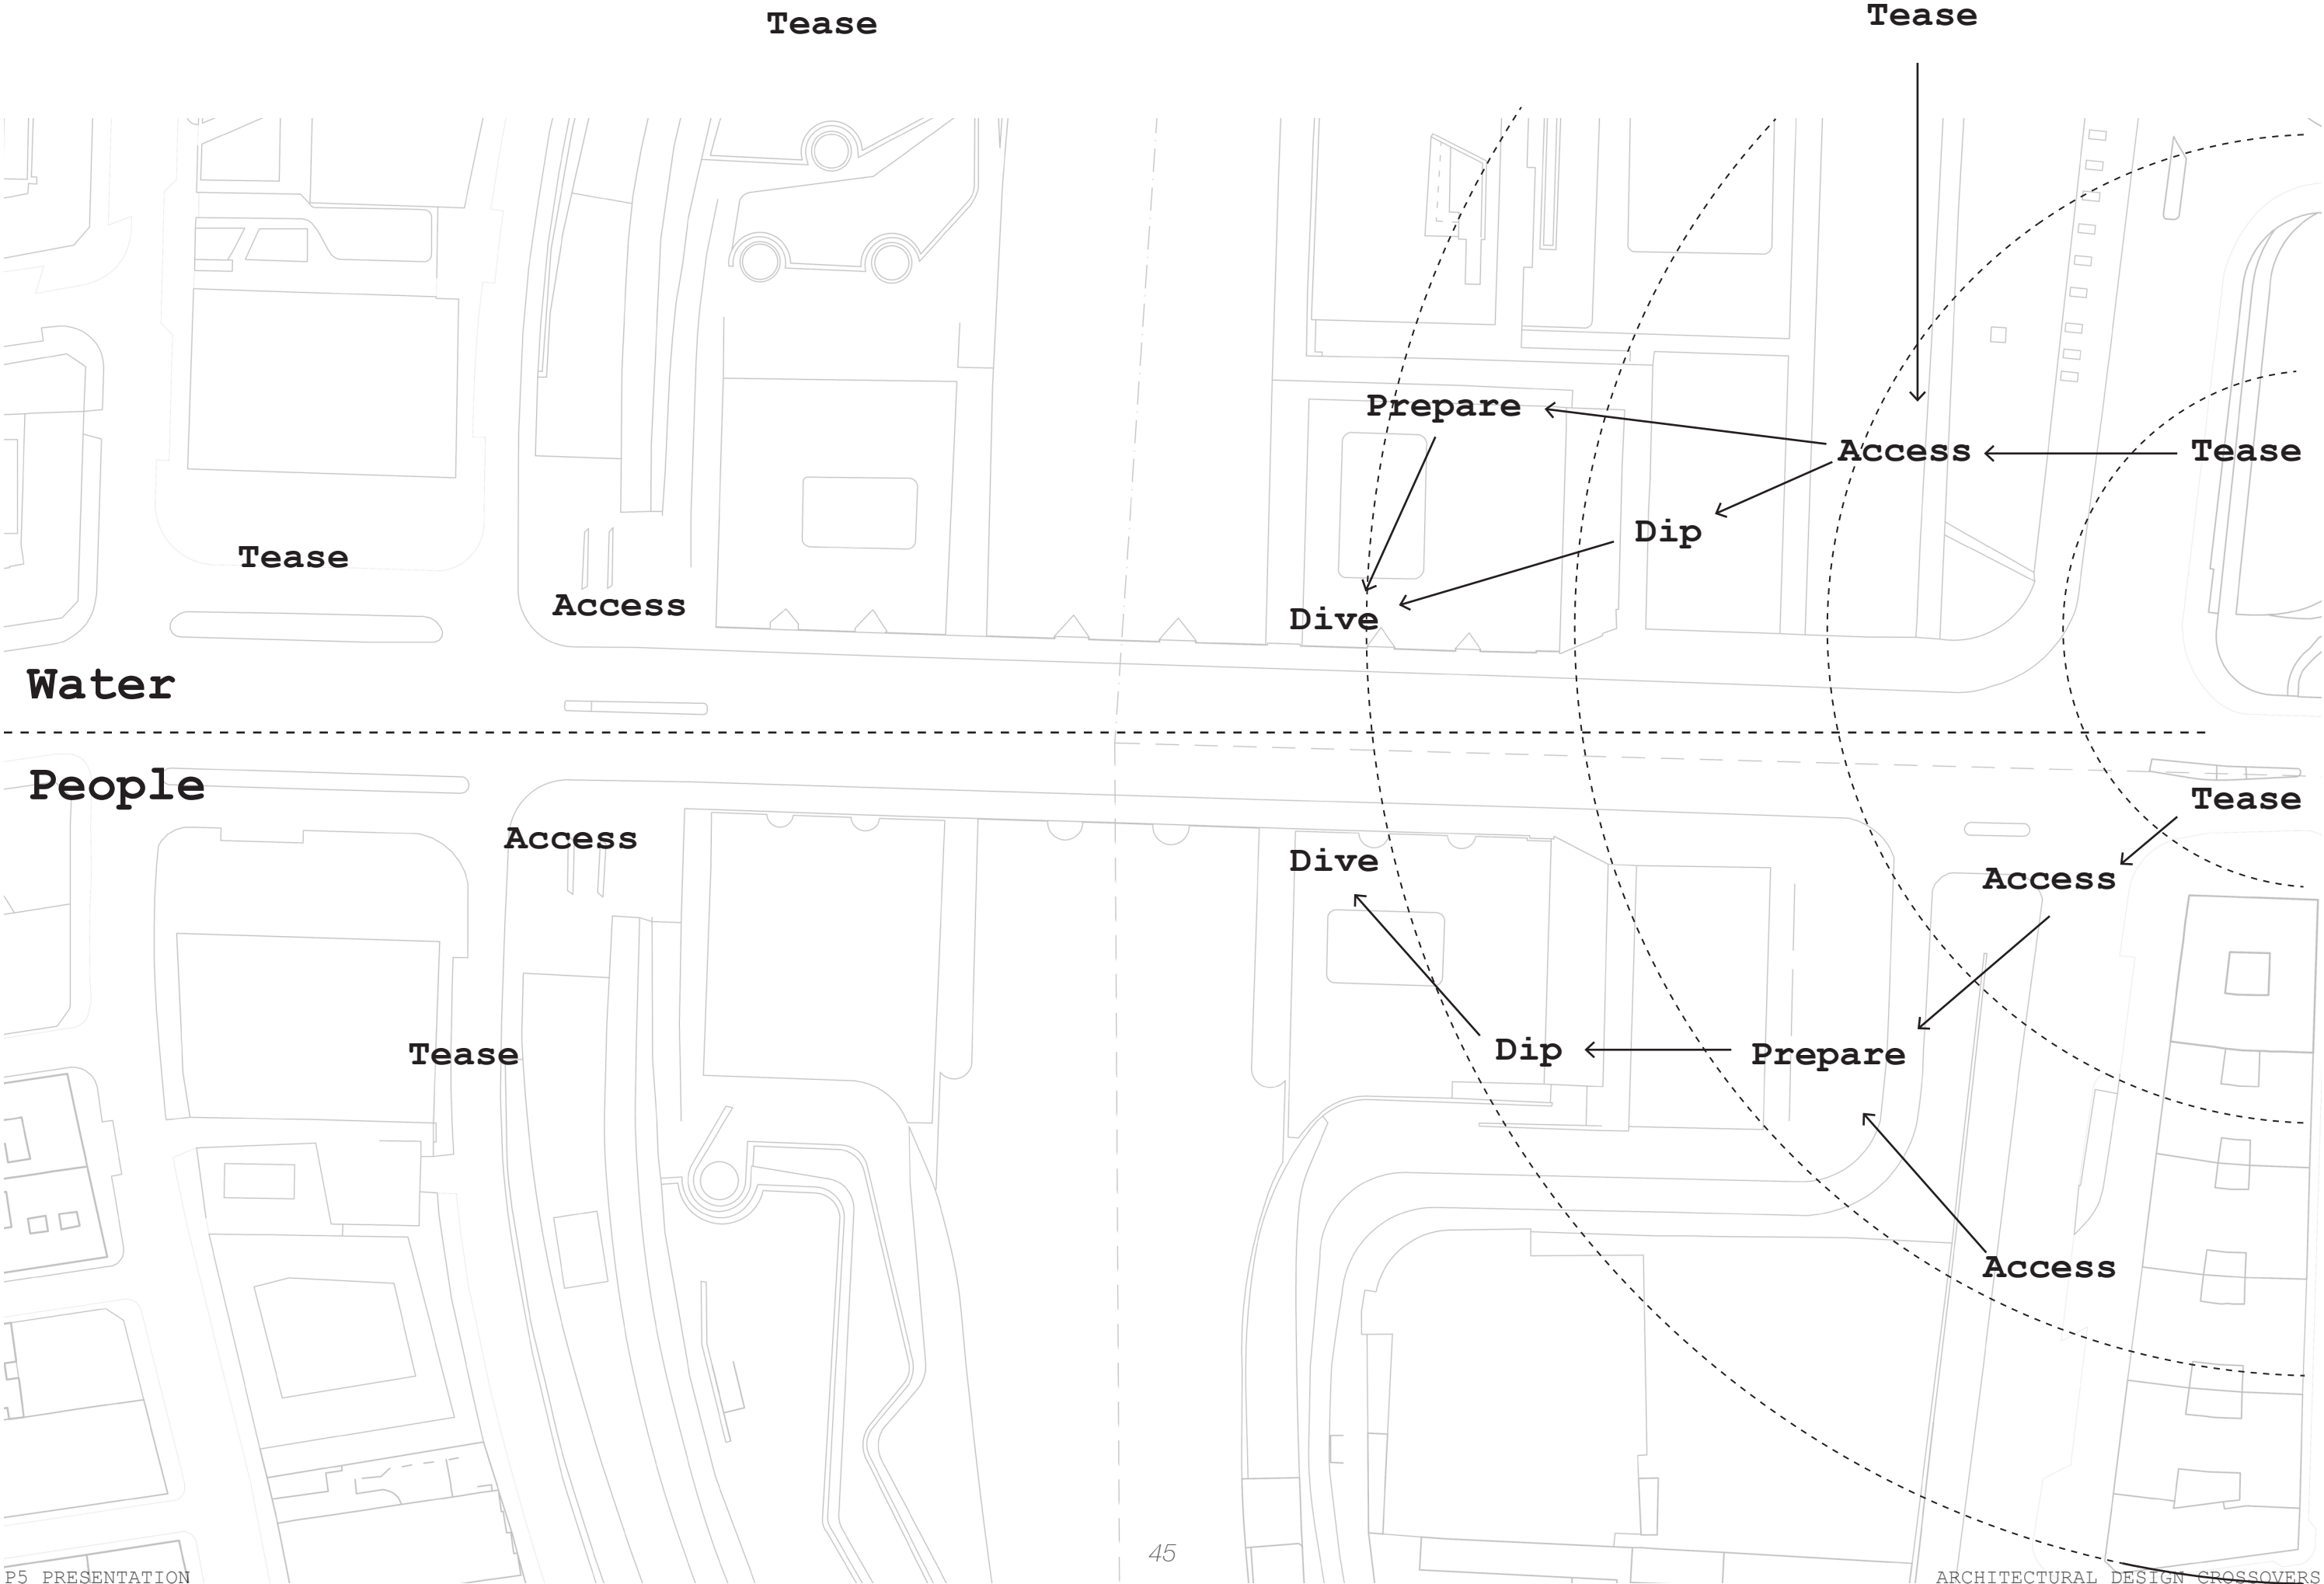 Tease
Tease
Prepare
Access
Tease
Dip
Tease
Access
Dive
Water
People
Tease
Access
Dive
Access
Tease
Dip
Prepare
Access
45
P5 PRESENTATION
ARCHITECTURAL DESIGN CROSSOVERS